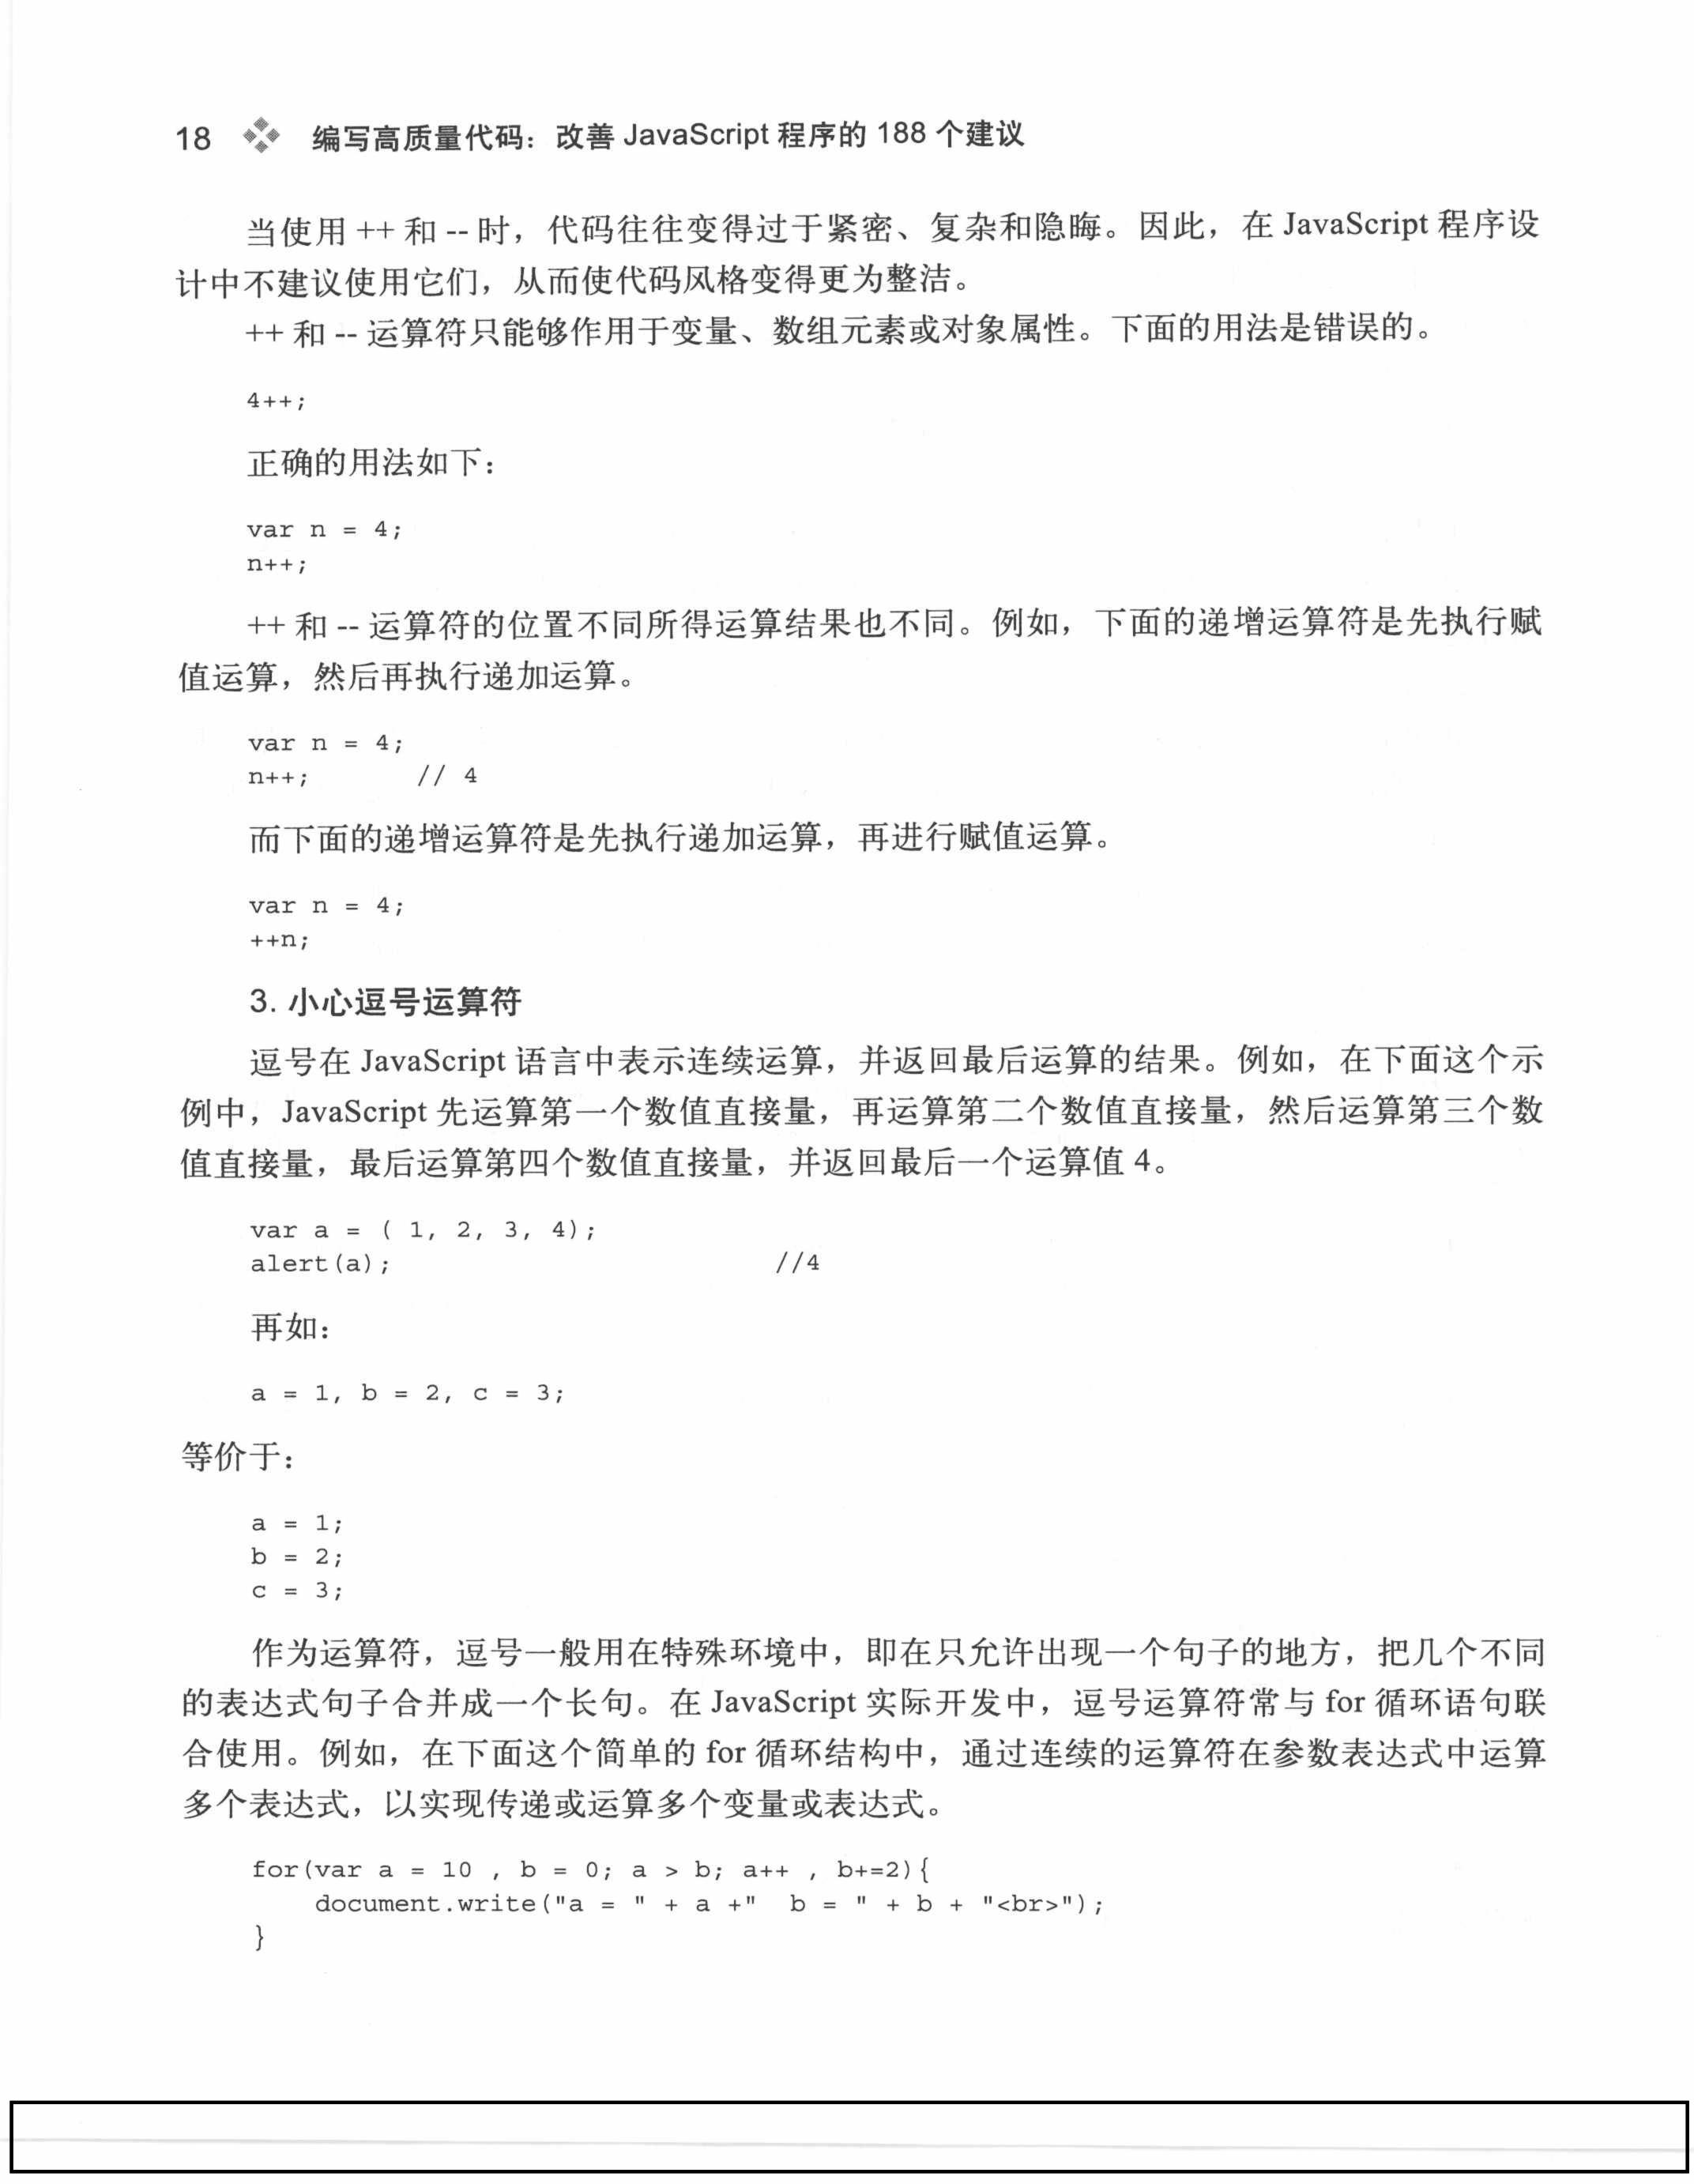 18 编写高质量代码：改善 JavaScript 程序的 188 个建议
当使用 ++ 和 -- 时，代码往往变得过于紧密、复杂和隐晦。因此，在 JavaScript 程序设
计中不建议使用它们，从而使代码风格变得更为整洁。
++ 和 -- 运算符只能够作用于变量、数组元素或对象属性。下面的用法是错误的。
4++;
正确的用法如下：
var n = 4;
n++;
++ 和 -- 运算符的位置不同所得运算结果也不同。例如，下面的递增运算符是先执行赋
值运算，然后再执行递加运算。
var n = 4;
n++;       // 4
而下面的递增运算符是先执行递加运算，再进行赋值运算。
var n = 4;
++n;
3. 小心逗号运算符
逗号在 JavaScript 语言中表示连续运算，并返回最后运算的结果。例如，在下面这个示
例中，JavaScript 先运算第一个数值直接量，再运算第二个数值直接量，然后运算第三个数
值直接量，最后运算第四个数值直接量，并返回最后一个运算值 4。
var a = ( 1, 2, 3, 4);
alert(a);                        //4
再如：
a = 1, b = 2, c = 3;
等价于：
a = 1;
b = 2;
c = 3;
作为运算符，逗号一般用在特殊环境中，即在只允许出现一个句子的地方，把几个不同
的表达式句子合并成一个长句。在 JavaScript 实际开发中，逗号运算符常与 for 循环语句联
合使用。例如，在下面这个简单的 for 循环结构中，通过连续的运算符在参数表达式中运算
多个表达式，以实现传递或运算多个变量或表达式。
for(var a = 10 , b = 0; a > b; a++ , b+=2){
    document.write("a = " + a +"  b = " + b + "<br>");
}